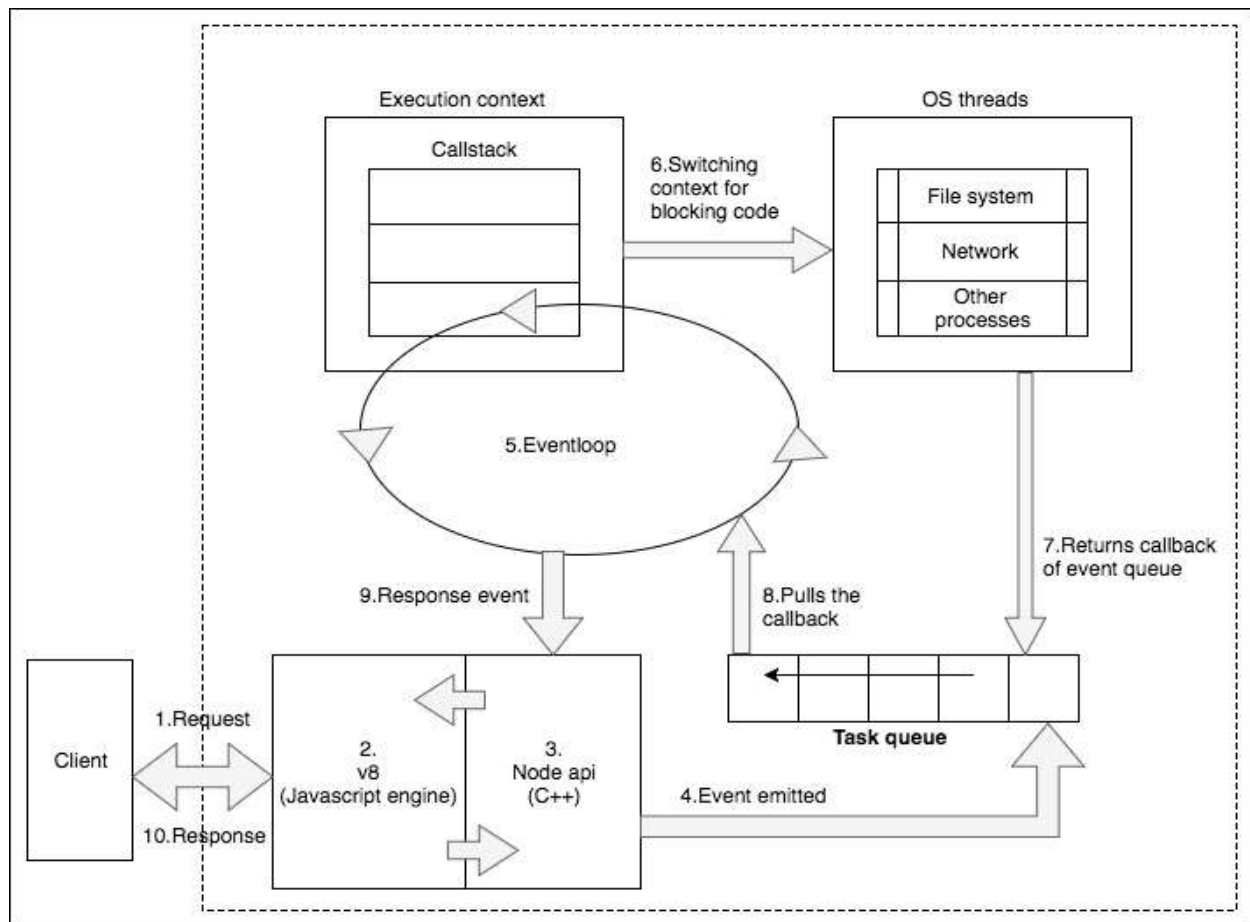 Execution context
OS threads
Callstack
6.Switching
context for
blocking code
File system
Network
Other
processes
5.Eventloop
7.Returns callback
of event queue
9.Response event
8.Pulls the
callback
1.Request
Client
2.
v8
(Javascript engine)
3.
Node api
(C++)
Task queue
4.Event emitted
10.Response